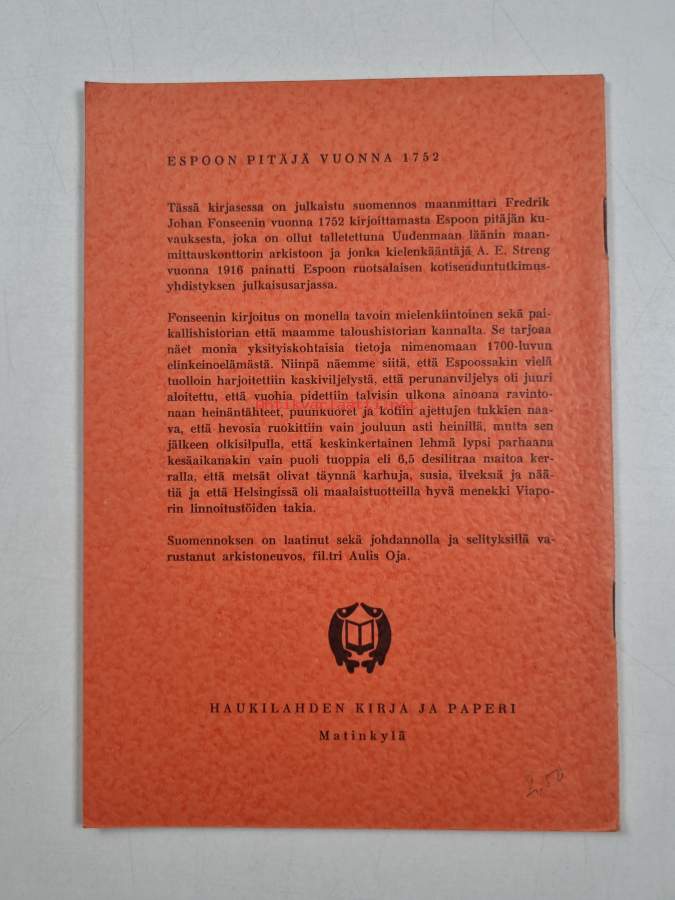 ESPOON PITÄJÄ VUONNA 1752
Tässä kirjasessa on julkaistu suomennos maanmittari Fredrik
Johan Fonseenin vuonna 1752 kirjoittamasta Espoon pitäjän ku-
vauksesta, joka on ollut talletettuna Uudenmaan läänin maan-
mittauskonttorin arkistoon ja jonka kielenkääntäjä A. E. Streng
vuonna 1916 painatti Espoon ruotsalaisen kotiseuduntutkimus-
yhdistyksen julkaisusarjassa.
Fonseenin kirjoitus on monella tavoin mielenkiintoinen sekä pai-
kallishistorian että maamme taloushistorian kannalta. Se tarjoaa
näet monia yksityiskohtaisia tietoja nimenomaan 1700-luvun
elinkeinoelämästä. Niinpä näemme siitä, että Espoossakin vielä
tuolloin harjoitettiin kaskiviljelystä, että perunanviljelys oli juuri
aloitettu, että vuohia pidettiin talvisin ulkona ainoana ravinto-
naan heinäntähteet, puunkuoret ja kotiin ajettujen tukkien naa-
va, että hevosia ruokittiin vain jouluun asti heinillä, mutta sen
jälkeen olkisilpulla, että keskinkertainen lehmä lypsi parhaana
kesäaikanakin vain puoli tuoppia eli 6,5 desilitraa maitoa ker-
ralla, että metsät olivat täynnä karhuja, susia, ilveksiä ja nää-
tiä ja että Helsingissä oli maalaistuotteilla hyvä menekki Viapo-
rin linnoitustöiden takia.
Suomennoksen on laatinut sekä johdannolla ja selityksillä va-
rustanut arkistoneuvos, fil.tri Aulis Oja.
HAUKILAHDEN KIRJA JA PAPERI
Matinkylä
2,50